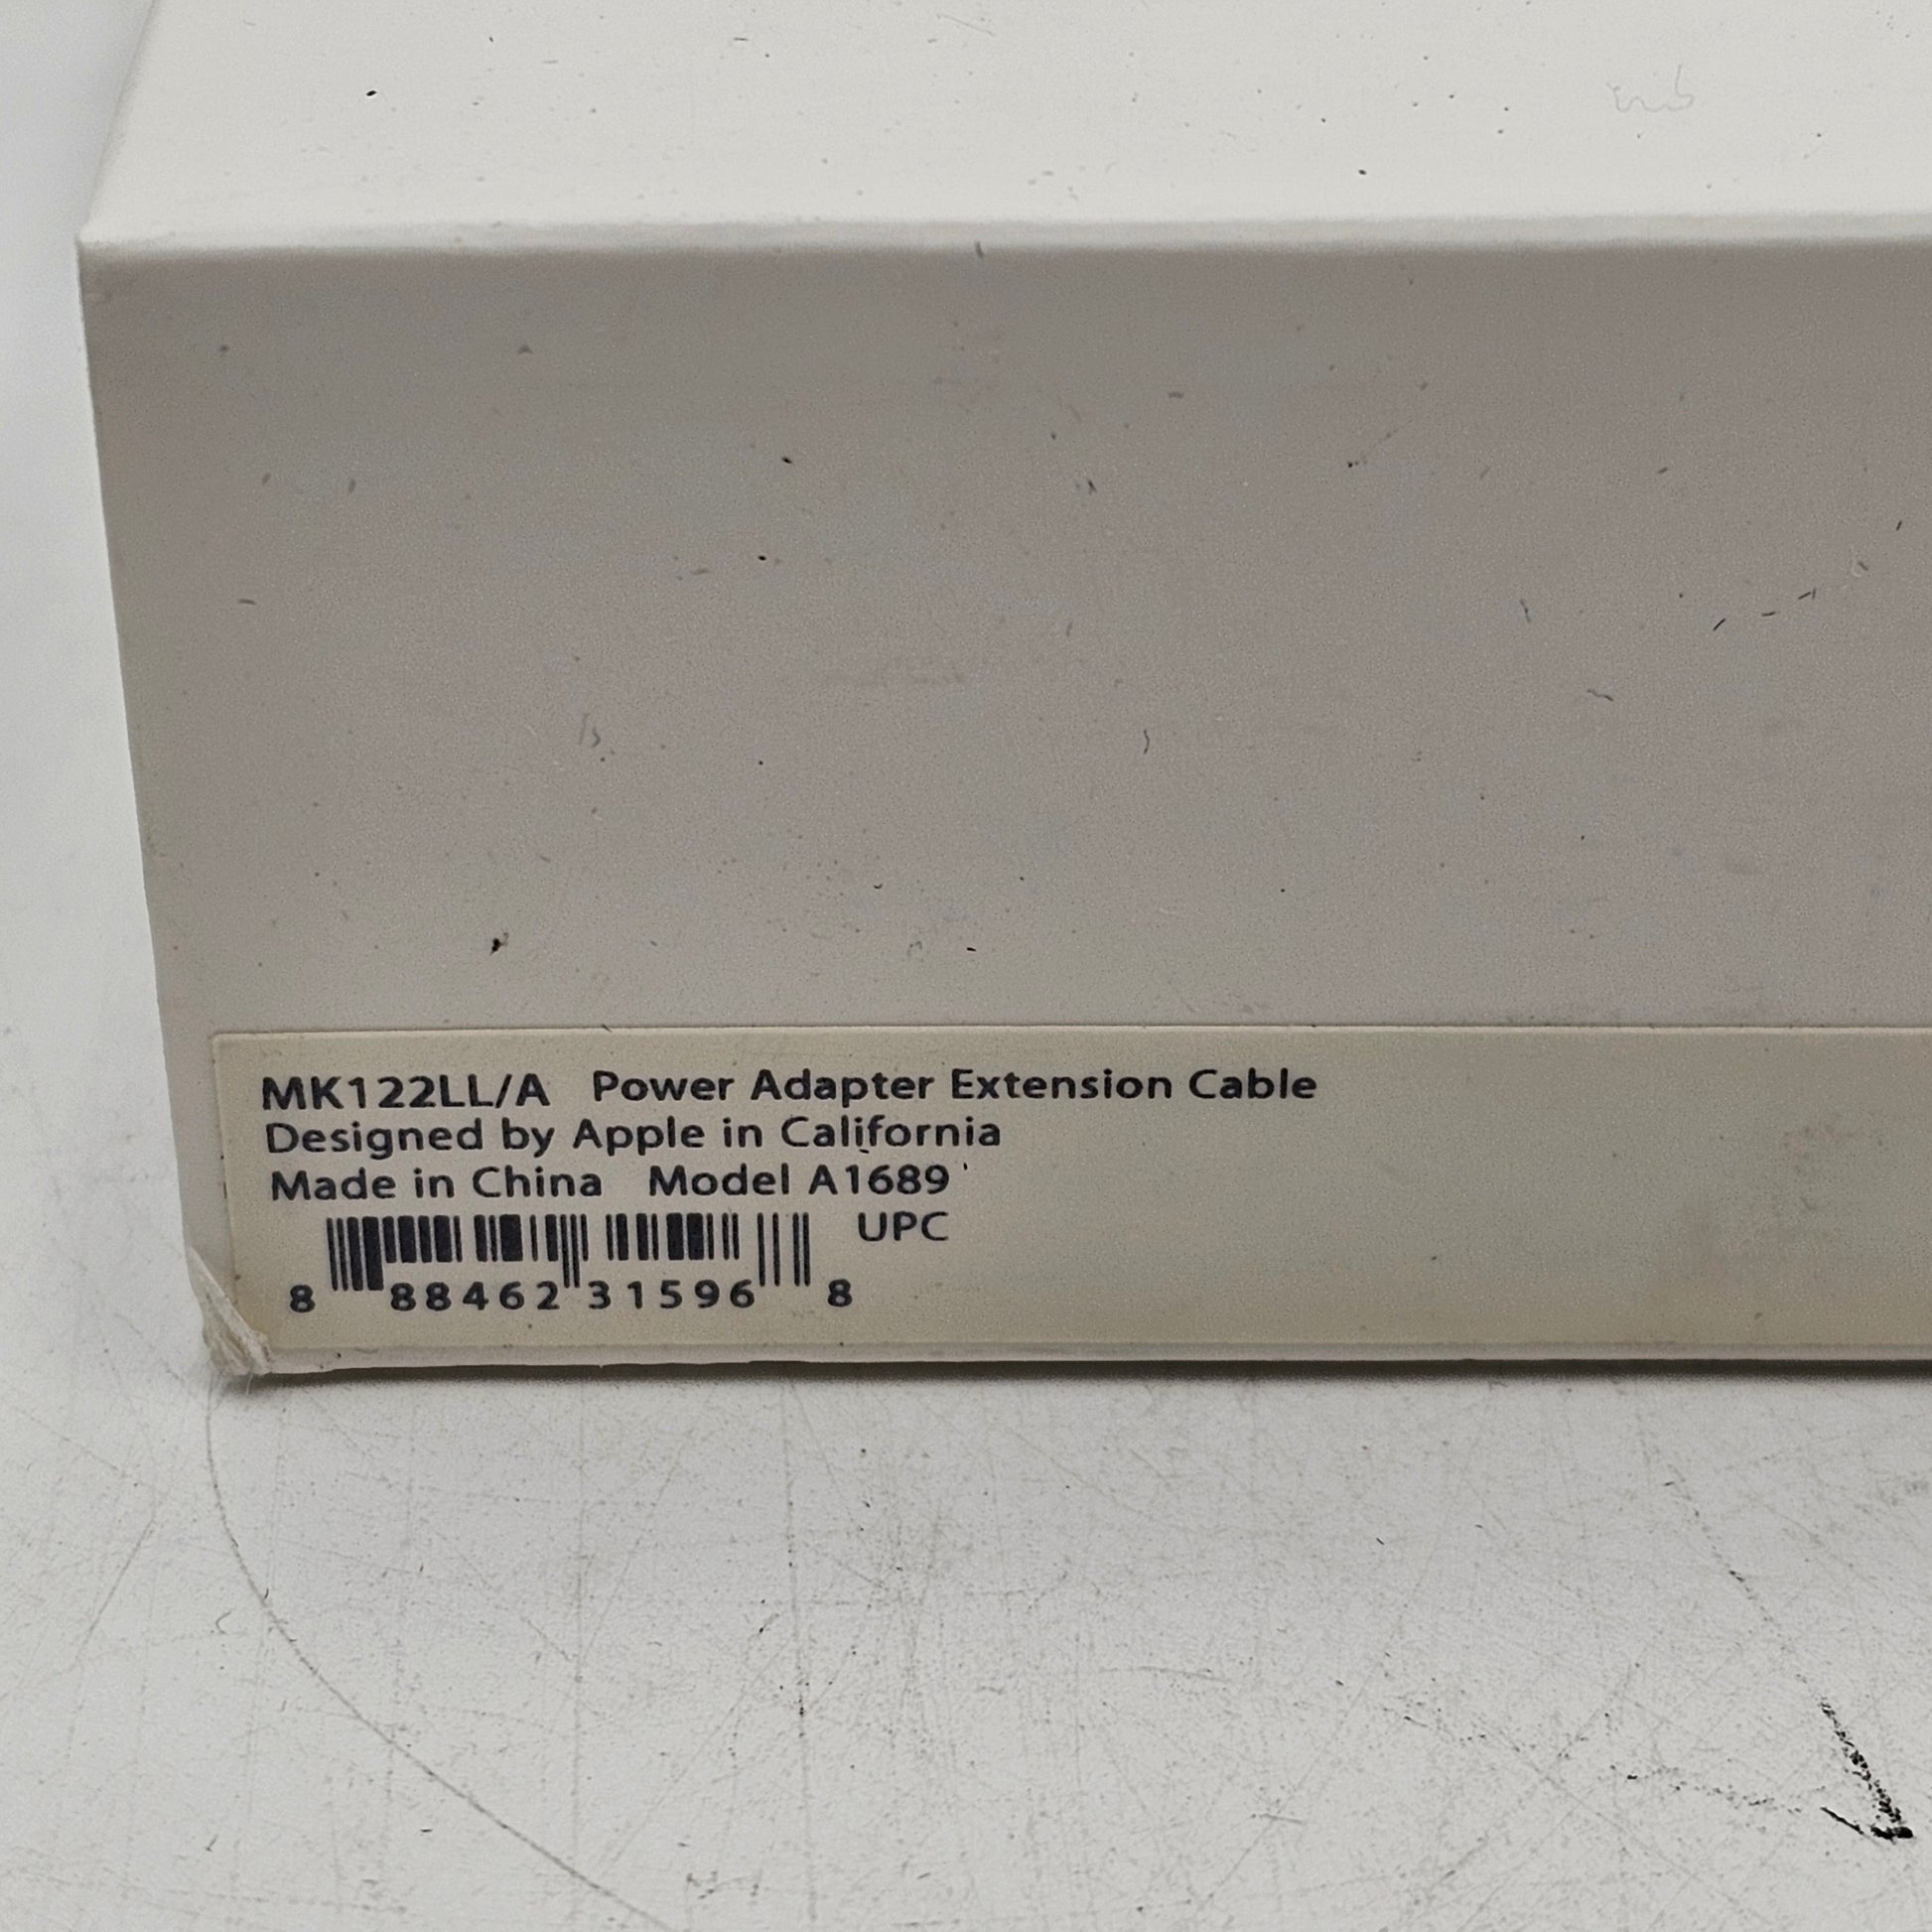 MK122LL/A Power Adapter Extension Cable
Designed by Apple in California
Made in China Model A1689
UPC
8 88462 31596 8